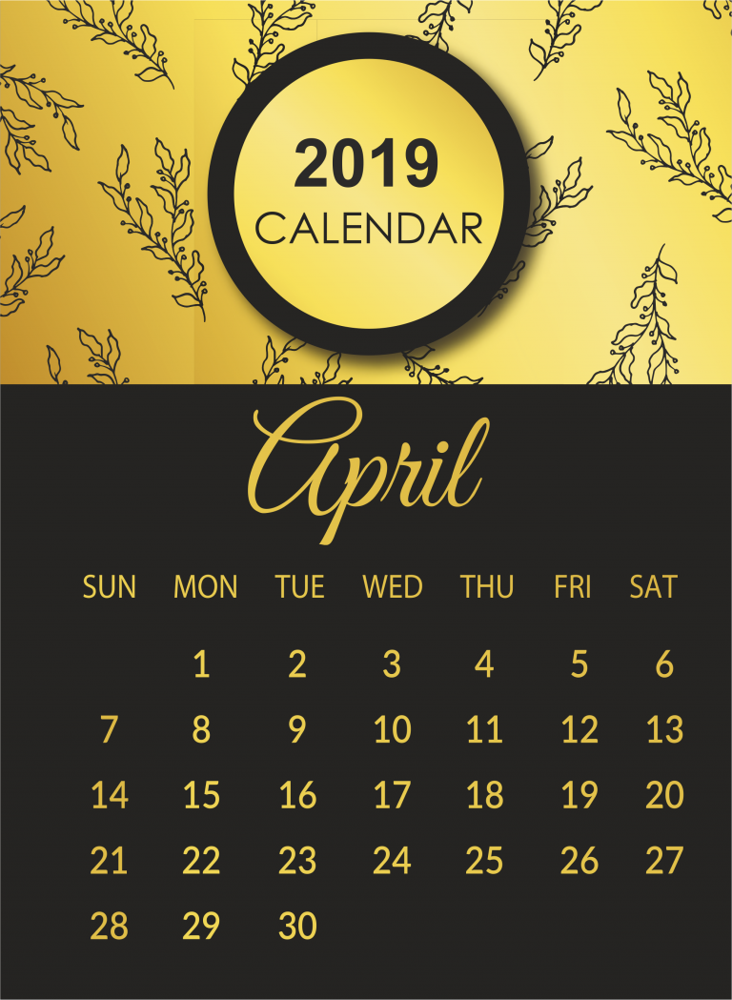 2019
CALENDAR
April
SUN MON TUE WED THU FRI SAT
1 2 3 4 5 6
7 8 9 10 11 12 13
14 15 16 17 18 19 20
21 22 23 24 25 26 27
28 29 30